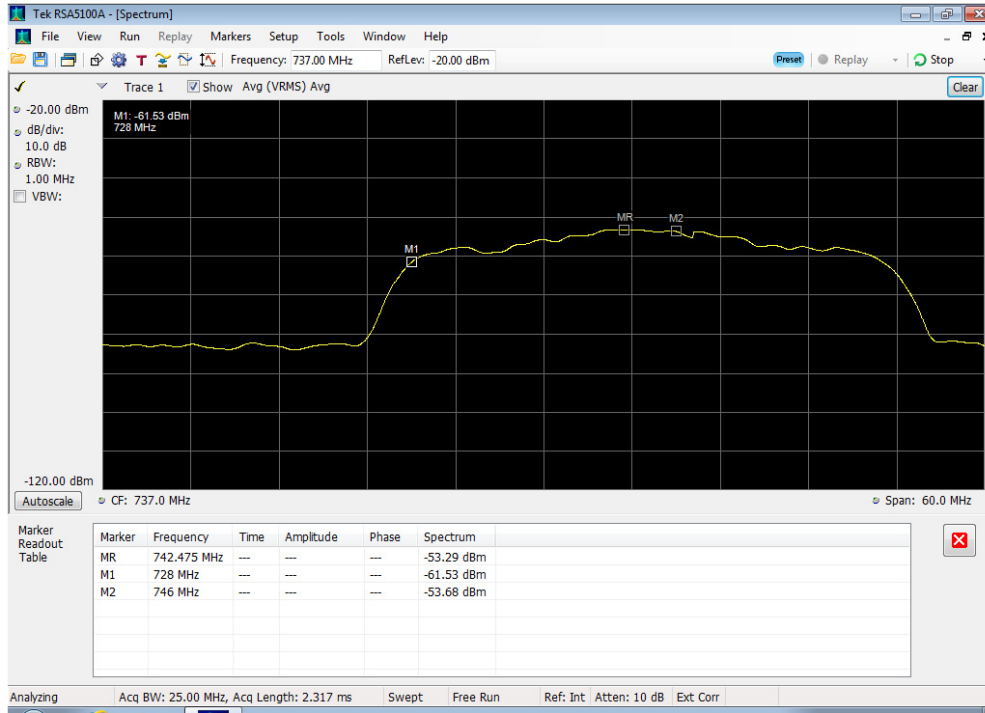 Tek RSA5100A - [Spectrum]
File View Run Replay Markers Setup Tools Window Help
T Frequency: 737.00 MHz RefLev: -20.00 dBm Preset Replay Stop
Trace 1 Show Avg (VRMS) Avg Clear
-20.00 dBm
dB/div:
10.0 dB
RBW:
1.00 MHz
VBW:
M1: -61.53 dBm
728 MHz
MR M2
M1
-120.00 dBm
Autoscale CF: 737.0 MHz Span: 60.0 MHz
Marker
Readout
Table
Marker Frequency Time Amplitude Phase Spectrum
MR 742.475 MHz --- --- --- -53.29 dBm
M1 728 MHz --- --- --- -61.53 dBm
M2 746 MHz --- --- --- -53.68 dBm
Analyzing Acq BW: 25.00 MHz, Acq Length: 2.317 ms Swept Free Run Ref: Int Atten: 10 dB Ext Corr